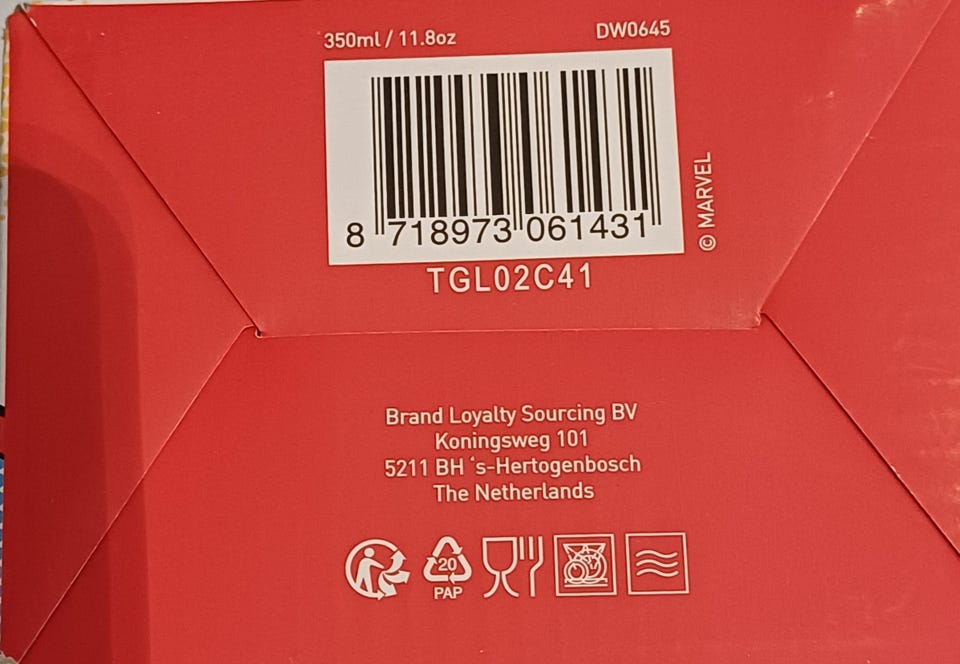 350ml / 11.8oz
DW0645
8 718973 061431
© MARVEL
TGL02C41
Brand Loyalty Sourcing BV
Koningsweg 101
5211 BH 's-Hertogenbosch
The Netherlands
20
PAP